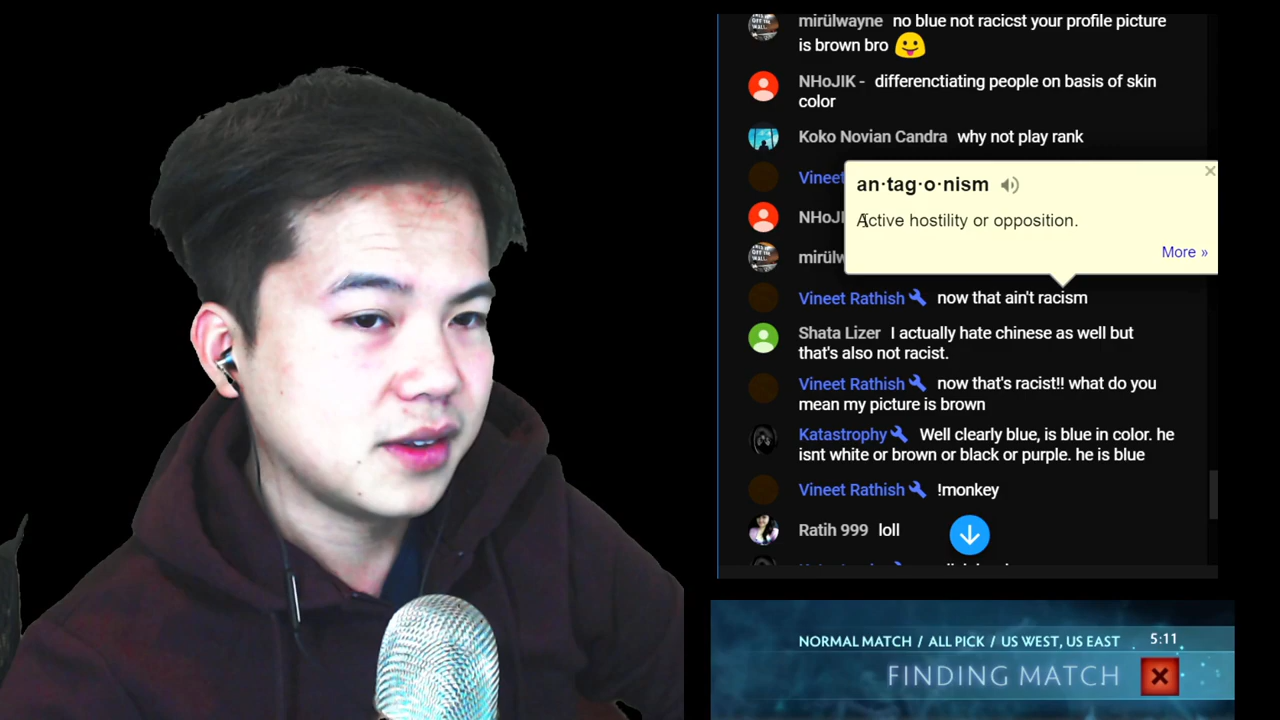 mirülwayne no blue not racicst your profile picture
is brown bro
NHoJIK - differenctiating people on basis of skin
color
Koko Novian Candra why not play rank
Vineet
an·tag·o·nism
NHoJI
Active hostility or opposition.
mirülw
More »
Vineet Rathish now that ain't racism
Shata Lizer I actually hate chinese as well but
that's also not racist.
Vineet Rathish now that's racist!! what do you
mean my picture is brown
Katastrophy Well clearly blue, is blue in color. he
isnt white or brown or black or purple. he is blue
Vineet Rathish !monkey
Ratih 999 loll
NORMAL MATCH / ALL PICK / US WEST, US EAST 5:11
FINDING MATCH